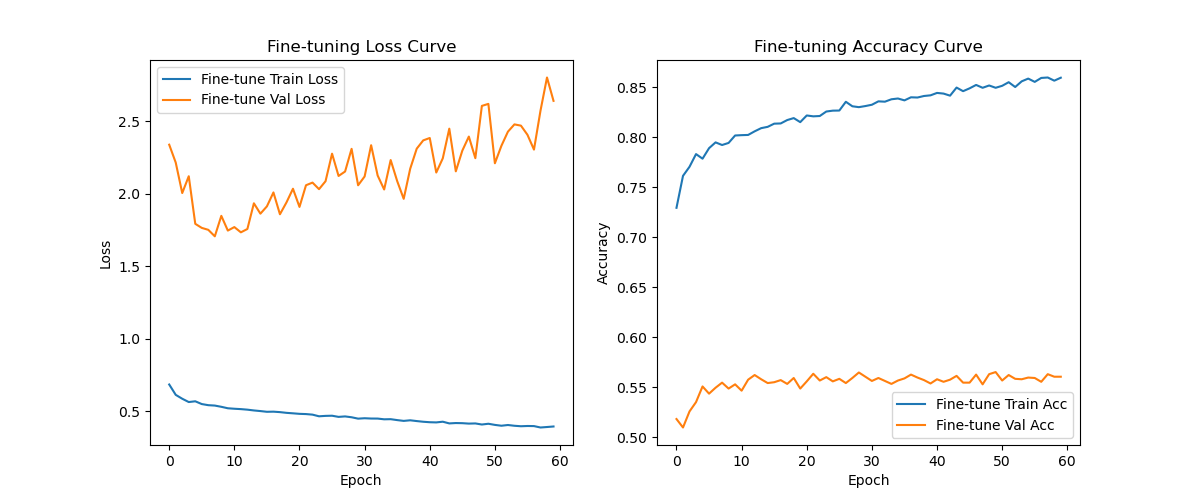 Fine-tuning Loss Curve
Fine-tune Train Loss
Fine-tune Val Loss
2.5
2.0
1.5
1.0
0.5
Loss
0 10 20 30 40 50 60
Epoch
Fine-tuning Accuracy Curve
0.85
0.80
0.75
0.70
0.65
0.60
0.55
0.50
Accuracy
Fine-tune Train Acc
Fine-tune Val Acc
0 10 20 30 40 50 60
Epoch